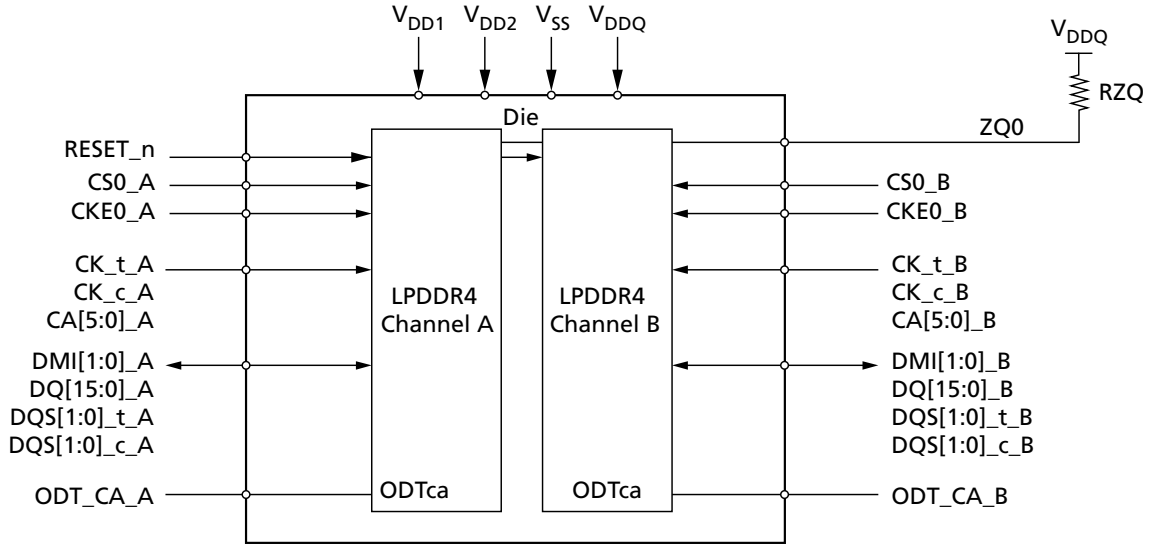 VDD1 VDD2 VSS VDDQ
VDDQ
RZQ
Die
ZQ0
RESET_n
CS0_A
CKE0_A
CK_t_A
CK_c_A
CA[5:0]_A
DMI[1:0]_A
DQ[15:0]_A
DQS[1:0]_t_A
DQS[1:0]_c_A
ODT_CA_A
LPDDR4
Channel A
ODTca
LPDDR4
Channel B
ODTca
CS0_B
CKE0_B
CK_t_B
CK_c_B
CA[5:0]_B
DMI[1:0]_B
DQ[15:0]_B
DQS[1:0]_t_B
DQS[1:0]_c_B
ODT_CA_B